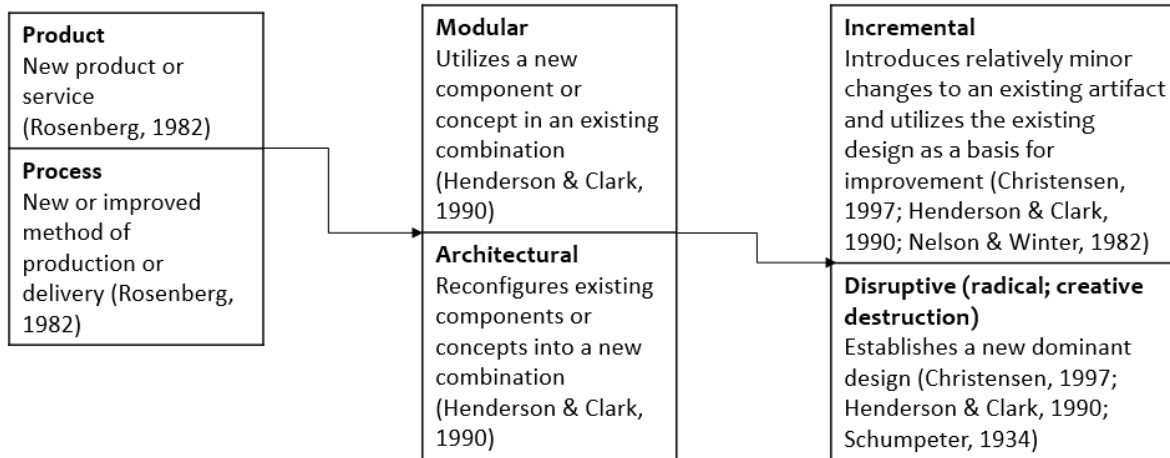 Product
New product or
service
(Rosenberg, 1982)
Process
New or improved
method of
production or
delivery (Rosenberg,
1982)
Modular
Utilizes a new
component or
concept in an existing
combination
(Henderson & Clark,
1990)
Architectural
Reconfigures existing
components or
concepts into a new
combination
(Henderson & Clark,
1990)
Incremental
Introduces relatively minor
changes to an existing artifact
and utilizes the existing
design as a basis for
improvement (Christensen,
1997; Henderson & Clark,
1990; Nelson & Winter, 1982)
Disruptive (radical; creative
destruction)
Establishes a new dominant
design (Christensen, 1997;
Henderson & Clark, 1990;
Schumpeter, 1934)